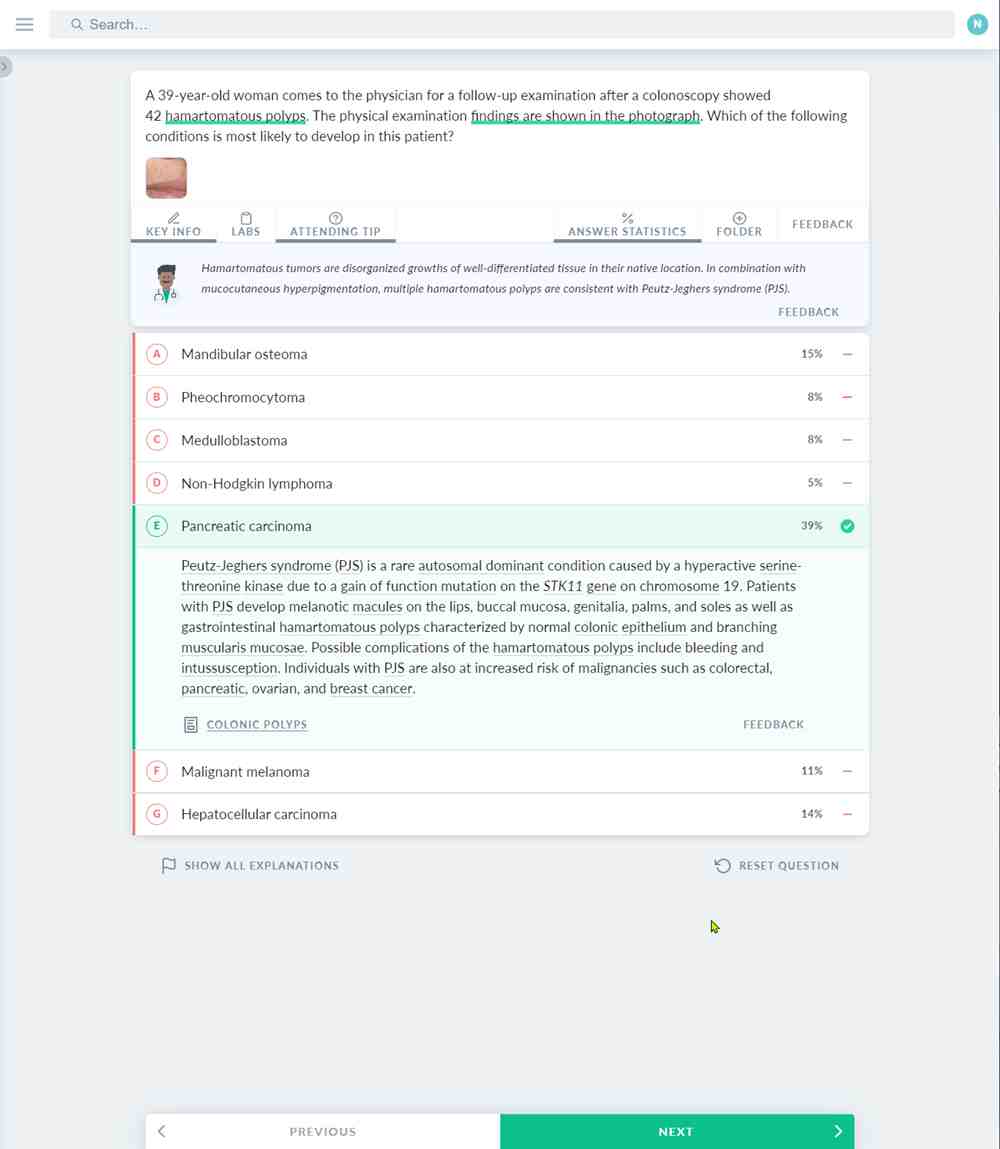 Search...
N
A 39-year-old woman comes to the physician for a follow-up examination after a colonoscopy showed
42 hamartomatous polyps. The physical examination findings are shown in the photograph. Which of the following
conditions is most likely to develop in this patient?
KEY INFO
LABS
ATTENDING TIP
ANSWER STATISTICS
FOLDER
FEEDBACK
Hamartomatous tumors are disorganized growths of well-differentiated tissue in their native location. In combination with
mucocutaneous hyperpigmentation, multiple hamartomatous polyps are consistent with Peutz-Jeghers syndrome (PJS).
FEEDBACK
A Mandibular osteoma 15%
B Pheochromocytoma 8%
C Medulloblastoma 8%
D Non-Hodgkin lymphoma 5%
E Pancreatic carcinoma 39%
Peutz-Jeghers syndrome (PJS) is a rare autosomal dominant condition caused by a hyperactive serine-
threonine kinase due to a gain of function mutation on the STK11 gene on chromosome 19. Patients
with PJS develop melanotic macules on the lips, buccal mucosa, genitalia, palms, and soles as well as
gastrointestinal hamartomatous polyps characterized by normal colonic epithelium and branching
muscularis mucosae. Possible complications of the hamartomatous polyps include bleeding and
intussusception. Individuals with PJS are also at increased risk of malignancies such as colorectal,
pancreatic, ovarian, and breast cancer.
COLONIC POLYPS
FEEDBACK
F Malignant melanoma 11%
G Hepatocellular carcinoma 14%
SHOW ALL EXPLANATIONS
RESET QUESTION
PREVIOUS
NEXT